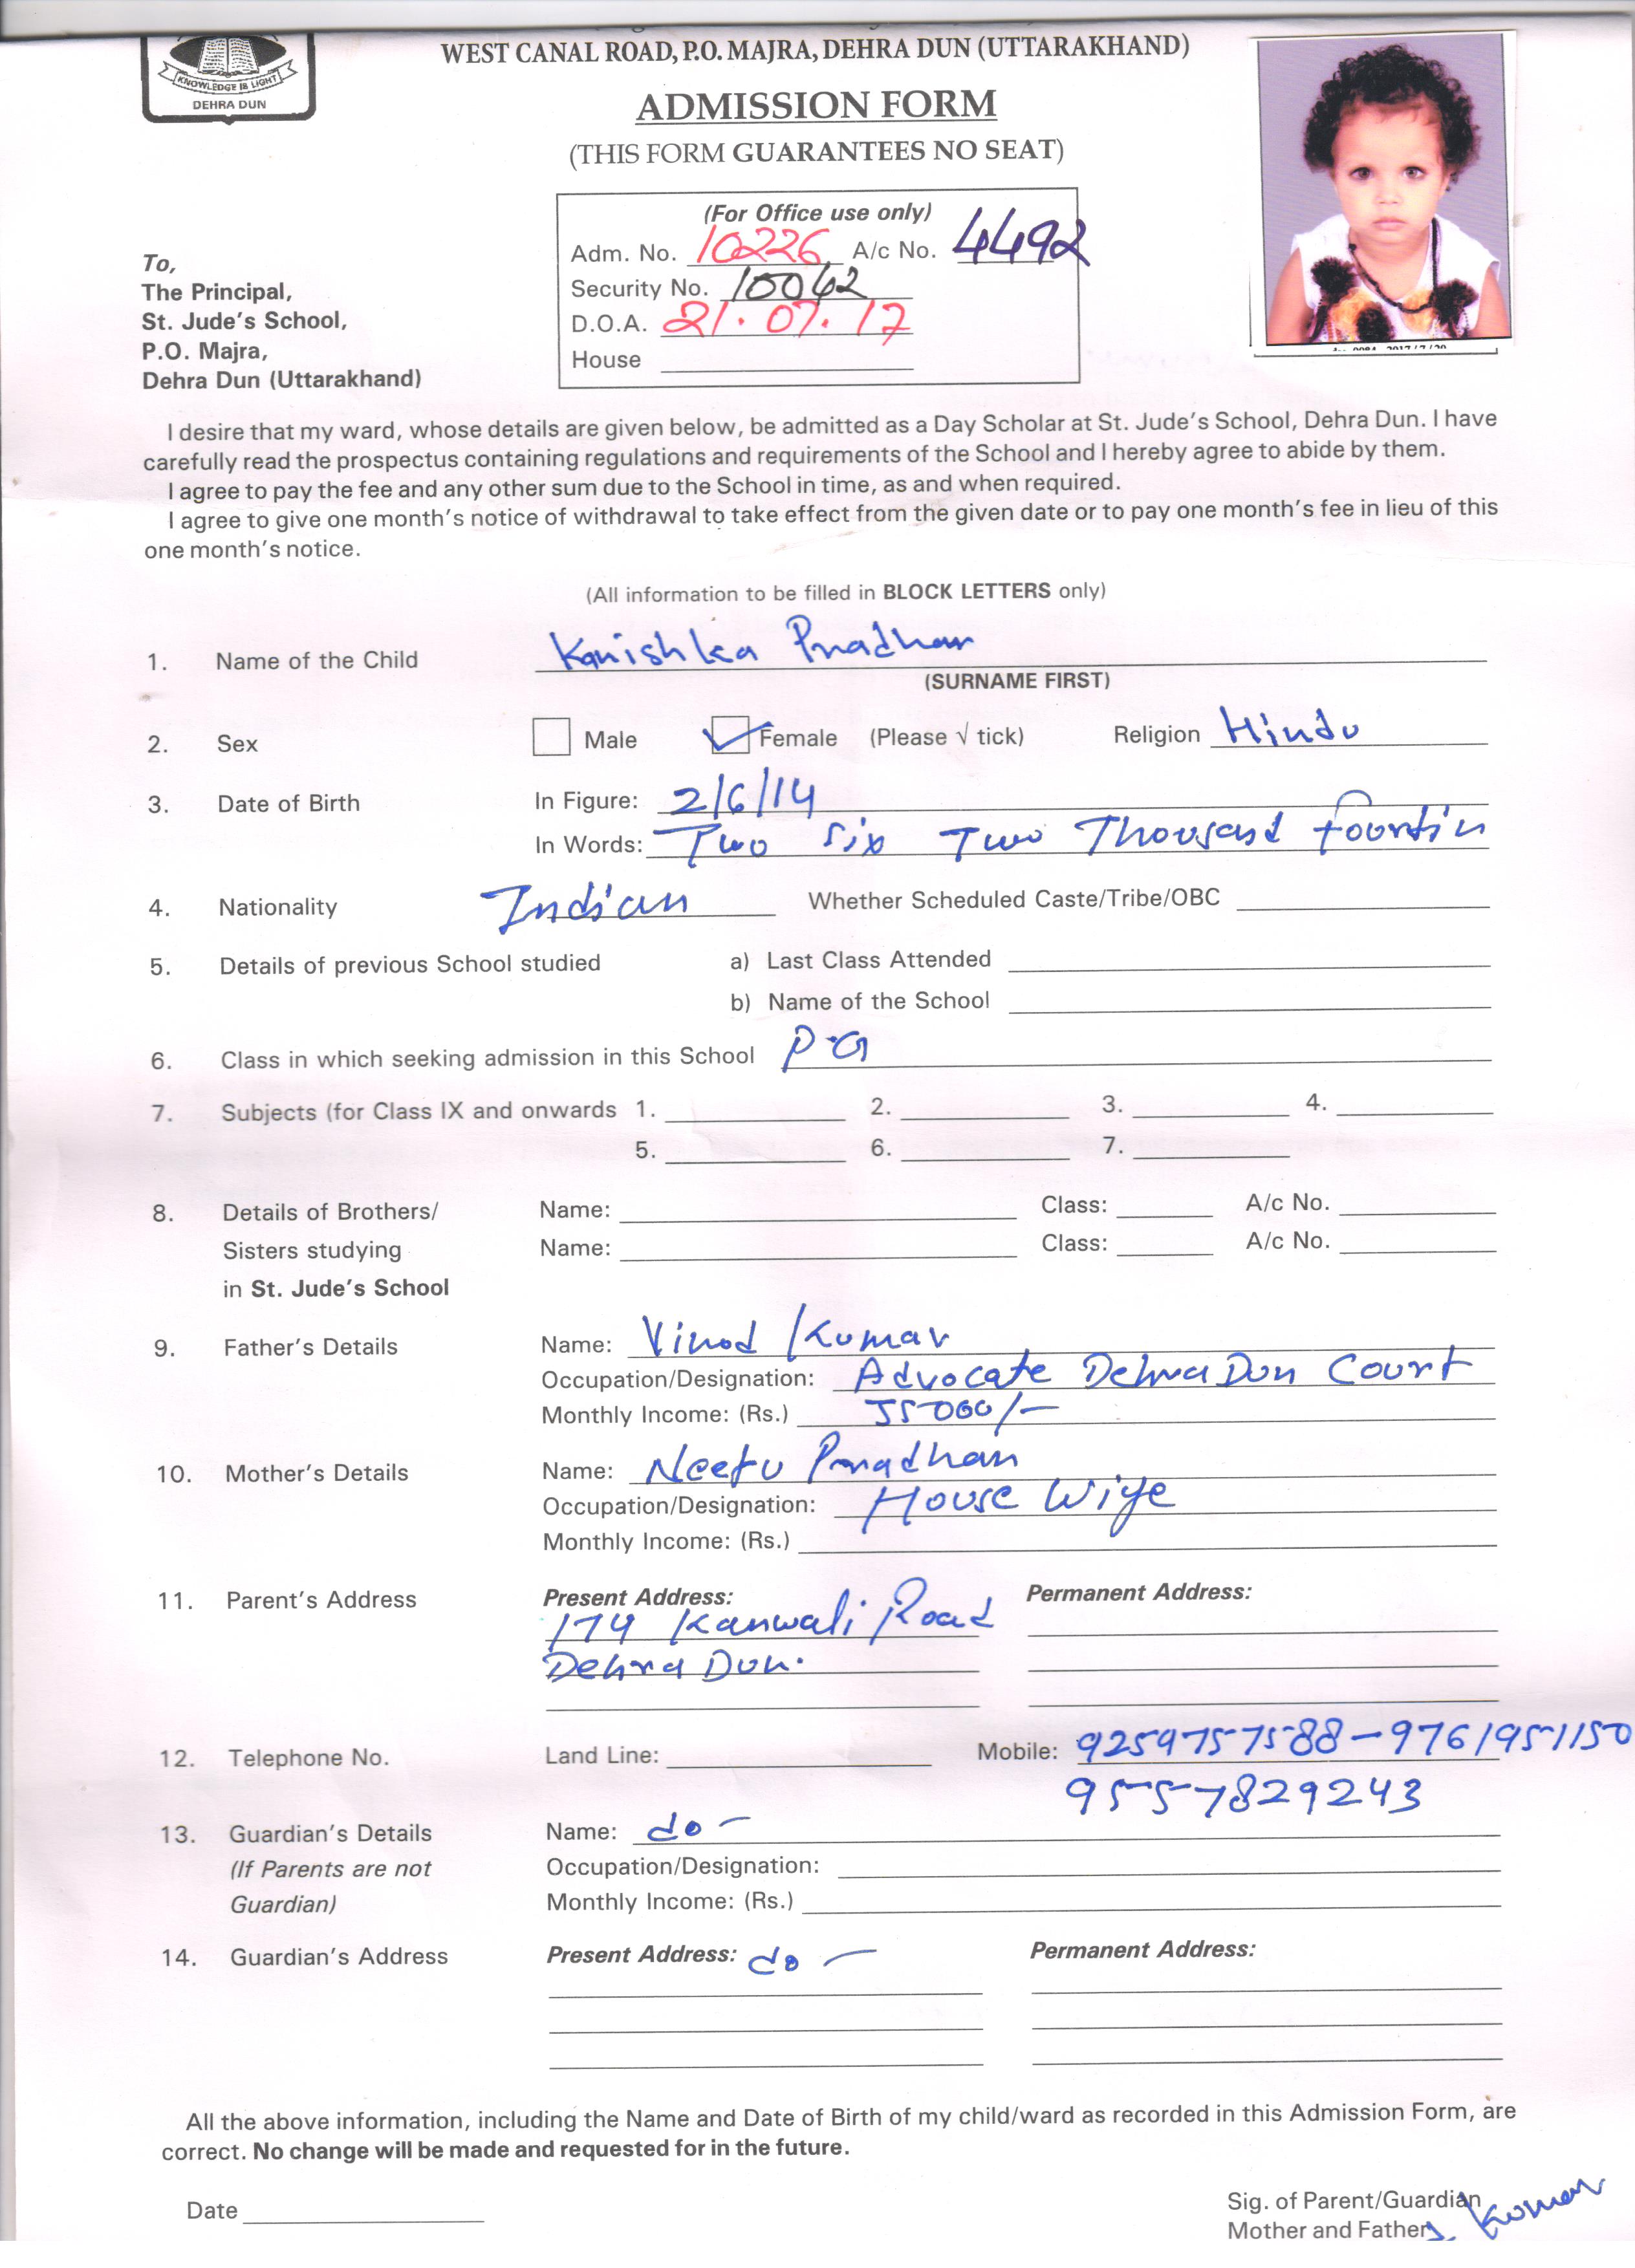 KNOWLEDGE IS LIGHT
DEHRA DUN
WEST CANAL ROAD, P.O. MAJRA, DEHRA DUN (UTTARAKHAND)
ADMISSION FORM
(THIS FORM GUARANTEES NO SEAT)
(For Office use only)
Adm. No. 10226 A/c No. 4492
Security No. 10042
D.O.A. 21.07.17
House
To,
The Principal,
St. Jude's School,
P.O. Majra,
Dehra Dun (Uttarakhand)
I desire that my ward, whose details are given below, be admitted as a Day Scholar at St. Jude's School, Dehra Dun. I have
carefully read the prospectus containing regulations and requirements of the School and I hereby agree to abide by them.
I agree to pay the fee and any other sum due to the School in time, as and when required.
I agree to give one month's notice of withdrawal to take effect from the given date or to pay one month's fee in lieu of this
one month's notice.
(All information to be filled in BLOCK LETTERS only)
1. Name of the Child Kanishka Pradhan
(SURNAME FIRST)
2. Sex Male Female (Please √ tick) Religion Hindu
3. Date of Birth In Figure: 2/6/14
In Words: Two Six Two Thousand fourtin
4. Nationality Indian Whether Scheduled Caste/Tribe/OBC
5. Details of previous School studied a) Last Class Attended
b) Name of the School
6. Class in which seeking admission in this School P.G
7. Subjects (for Class IX and onwards 1. 2. 3. 4.
5. 6. 7.
8. Details of Brothers/ Name: Class: A/c No.
Sisters studying Name: Class: A/c No.
in St. Jude's School
9. Father's Details Name: Vinod Kumar
Occupation/Designation: Advocate Dehra Dun Court
Monthly Income: (Rs.) 55000/-
10. Mother's Details Name: Neetu Pradhan
Occupation/Designation: House Wife
Monthly Income: (Rs.)
11. Parent's Address Present Address: Permanent Address:
174 Kanwali Road
Dehra Dun.
12. Telephone No. Land Line: Mobile: 9259757588-9761951150
9557829243
13. Guardian's Details Name: do -
(If Parents are not Occupation/Designation:
Guardian) Monthly Income: (Rs.)
14. Guardian's Address Present Address: do - Permanent Address:
All the above information, including the Name and Date of Birth of my child/ward as recorded in this Admission Form, are
correct. No change will be made and requested for in the future.
Date
Sig. of Parent/Guardian Kumar
Mother and Father